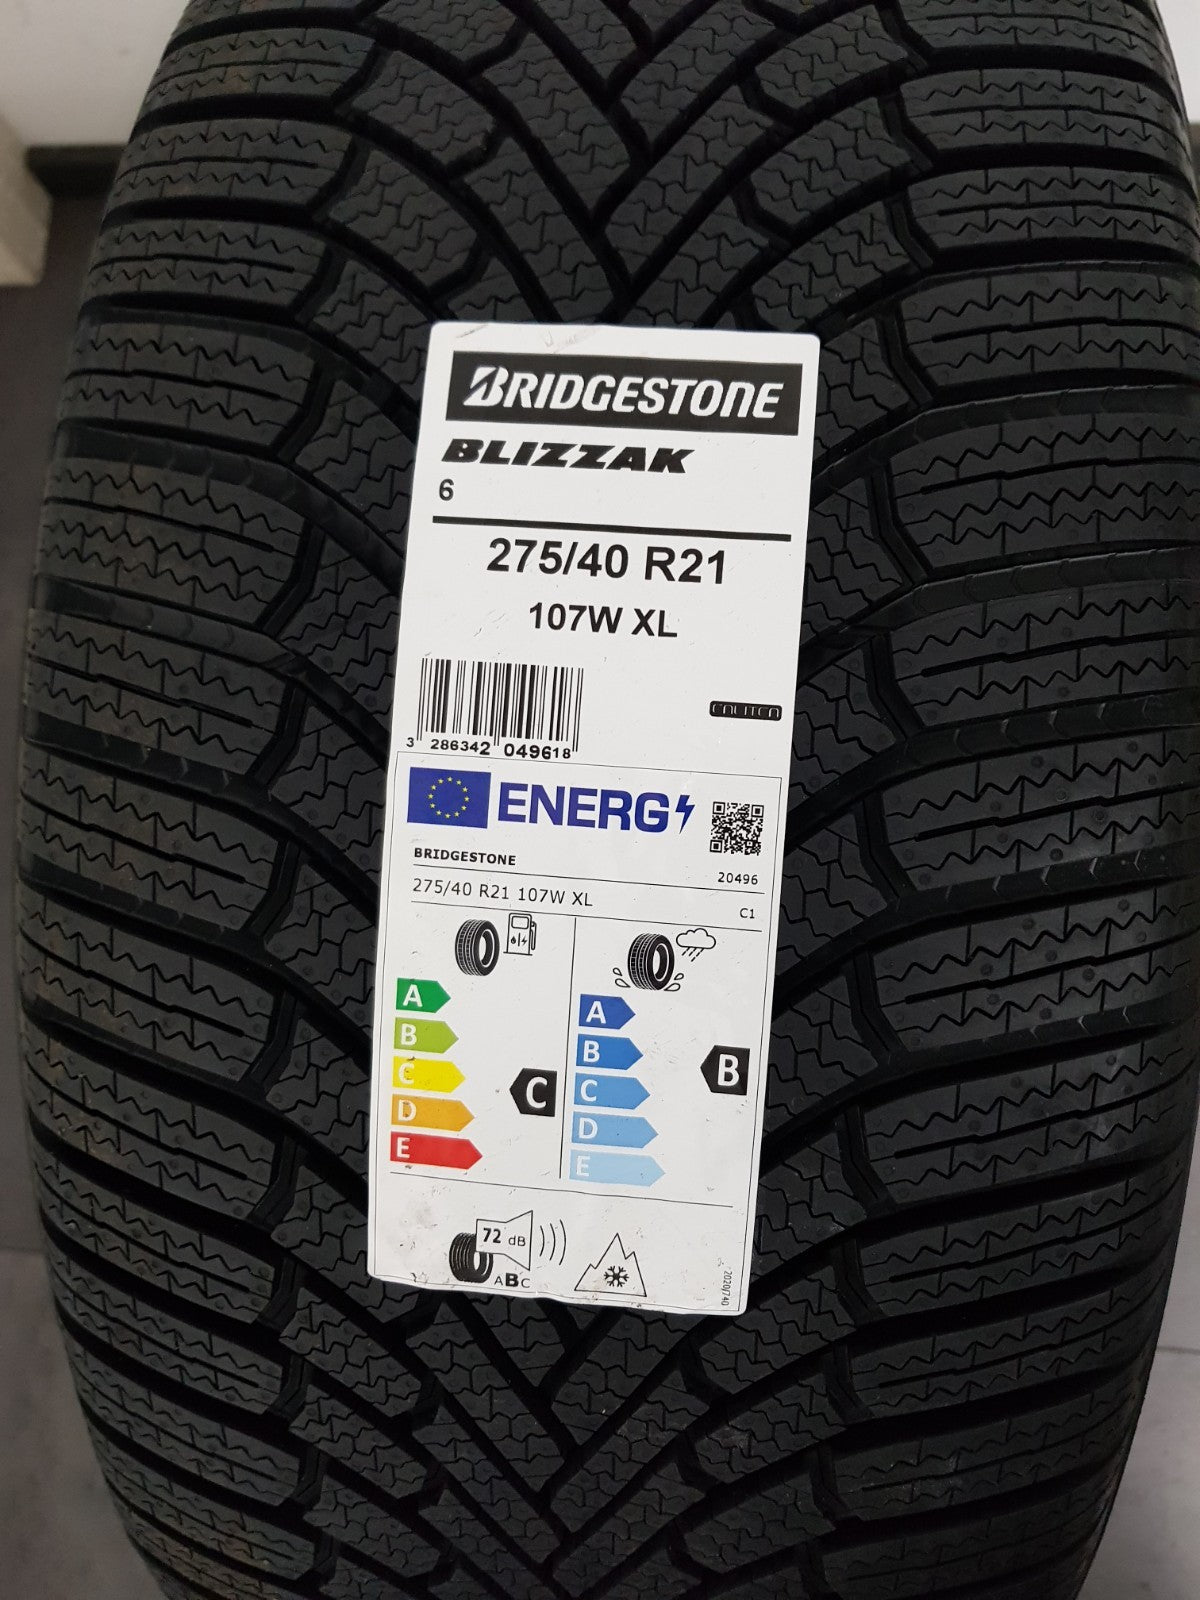 BRIDGESTONE
BLIZZAK
6
275/40 R21
107W XL
ENLITEN
3 286342 049618
ENERG
BRIDGESTONE
20496
275/40 R21 107W XL
C1
A
B
C
D
E
C
A
B
C
D
E
B
72 dB
ABC
2020/740